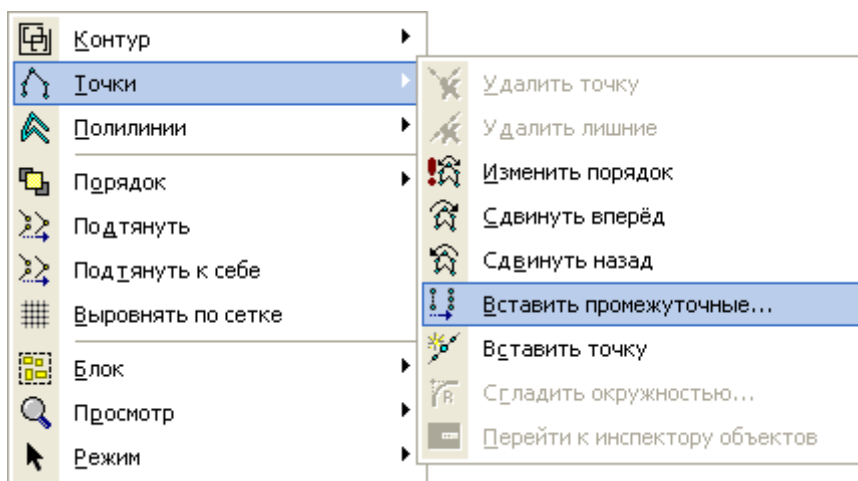 Контур
Точки
Полилинии
Порядок
Подтянуть
Подтянуть к себе
Выровнять по сетке
Блок
Просмотр
Режим
Удалить точку
Удалить лишние
Изменить порядок
Сдвинуть вперёд
Сдвинуть назад
Вставить промежуточные...
Вставить точку
Сгладить окружностью...
Перейти к инспектору объектов